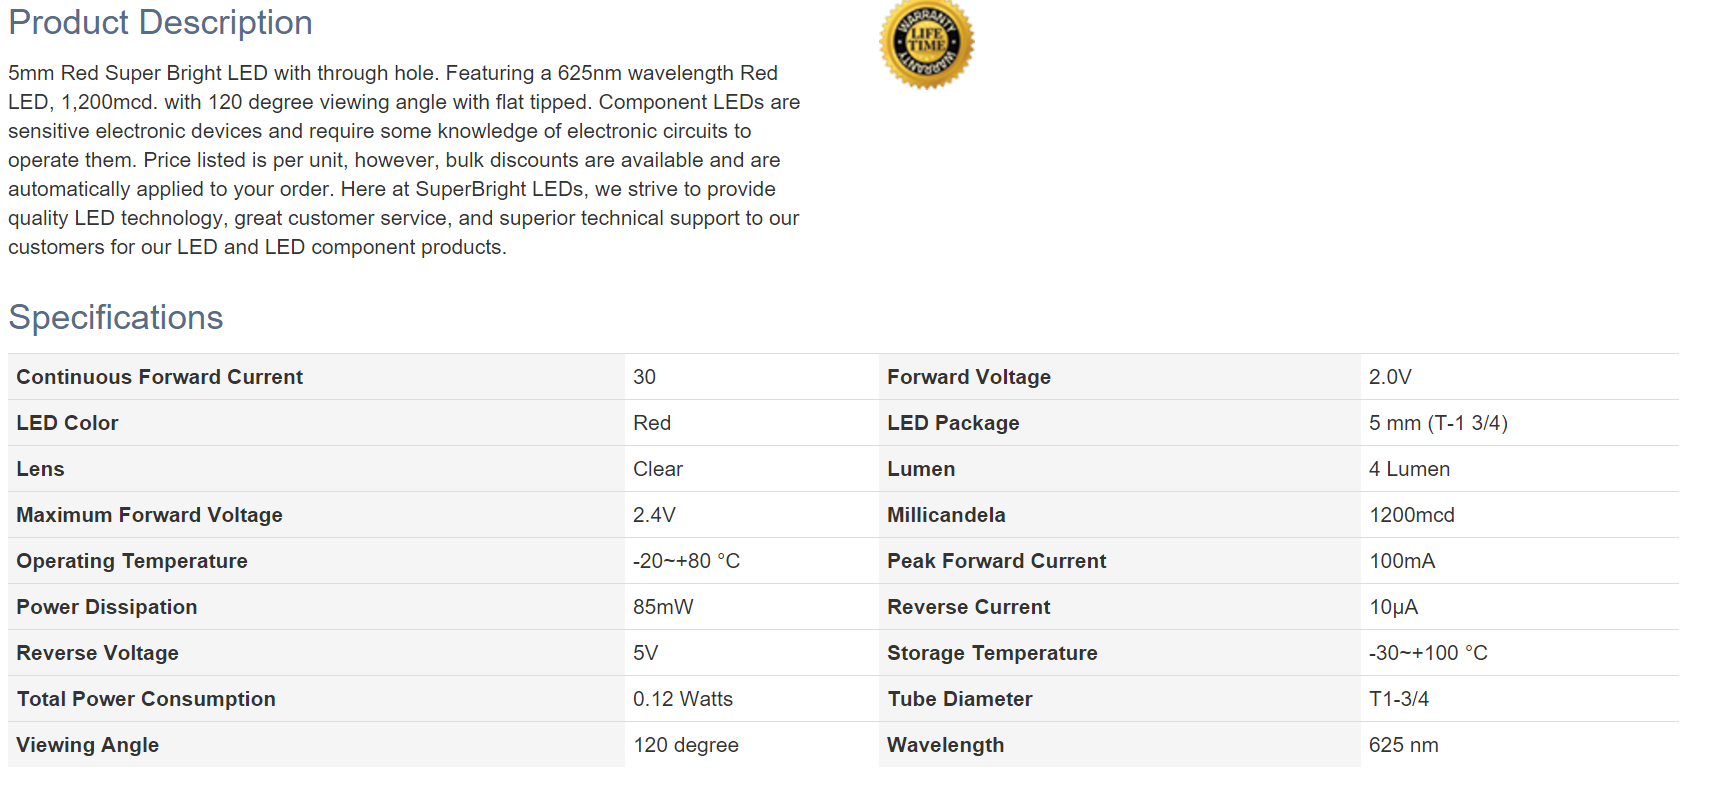 Product Description
WARRANTY
LIFE
TIME
WARRANTY
5mm Red Super Bright LED with through hole. Featuring a 625nm wavelength Red
LED, 1,200mcd. with 120 degree viewing angle with flat tipped. Component LEDs are
sensitive electronic devices and require some knowledge of electronic circuits to
operate them. Price listed is per unit, however, bulk discounts are available and are
automatically applied to your order. Here at SuperBright LEDs, we strive to provide
quality LED technology, great customer service, and superior technical support to our
customers for our LED and LED component products.
Specifications
Continuous Forward Current 30 Forward Voltage 2.0V
LED Color Red LED Package 5 mm (T-1 3/4)
Lens Clear Lumen 4 Lumen
Maximum Forward Voltage 2.4V Millicandela 1200mcd
Operating Temperature -20~+80 °C Peak Forward Current 100mA
Power Dissipation 85mW Reverse Current 10µA
Reverse Voltage 5V Storage Temperature -30~+100 °C
Total Power Consumption 0.12 Watts Tube Diameter T1-3/4
Viewing Angle 120 degree Wavelength 625 nm